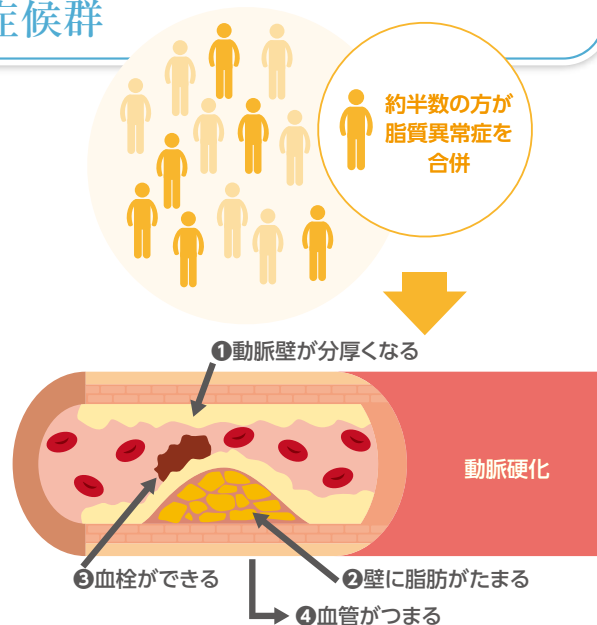 症候群
約半数の方が
脂質異常症を
合併
❶動脈壁が分厚くなる
動脈硬化
❸血栓ができる
❷壁に脂肪がたまる
❹血管がつまる